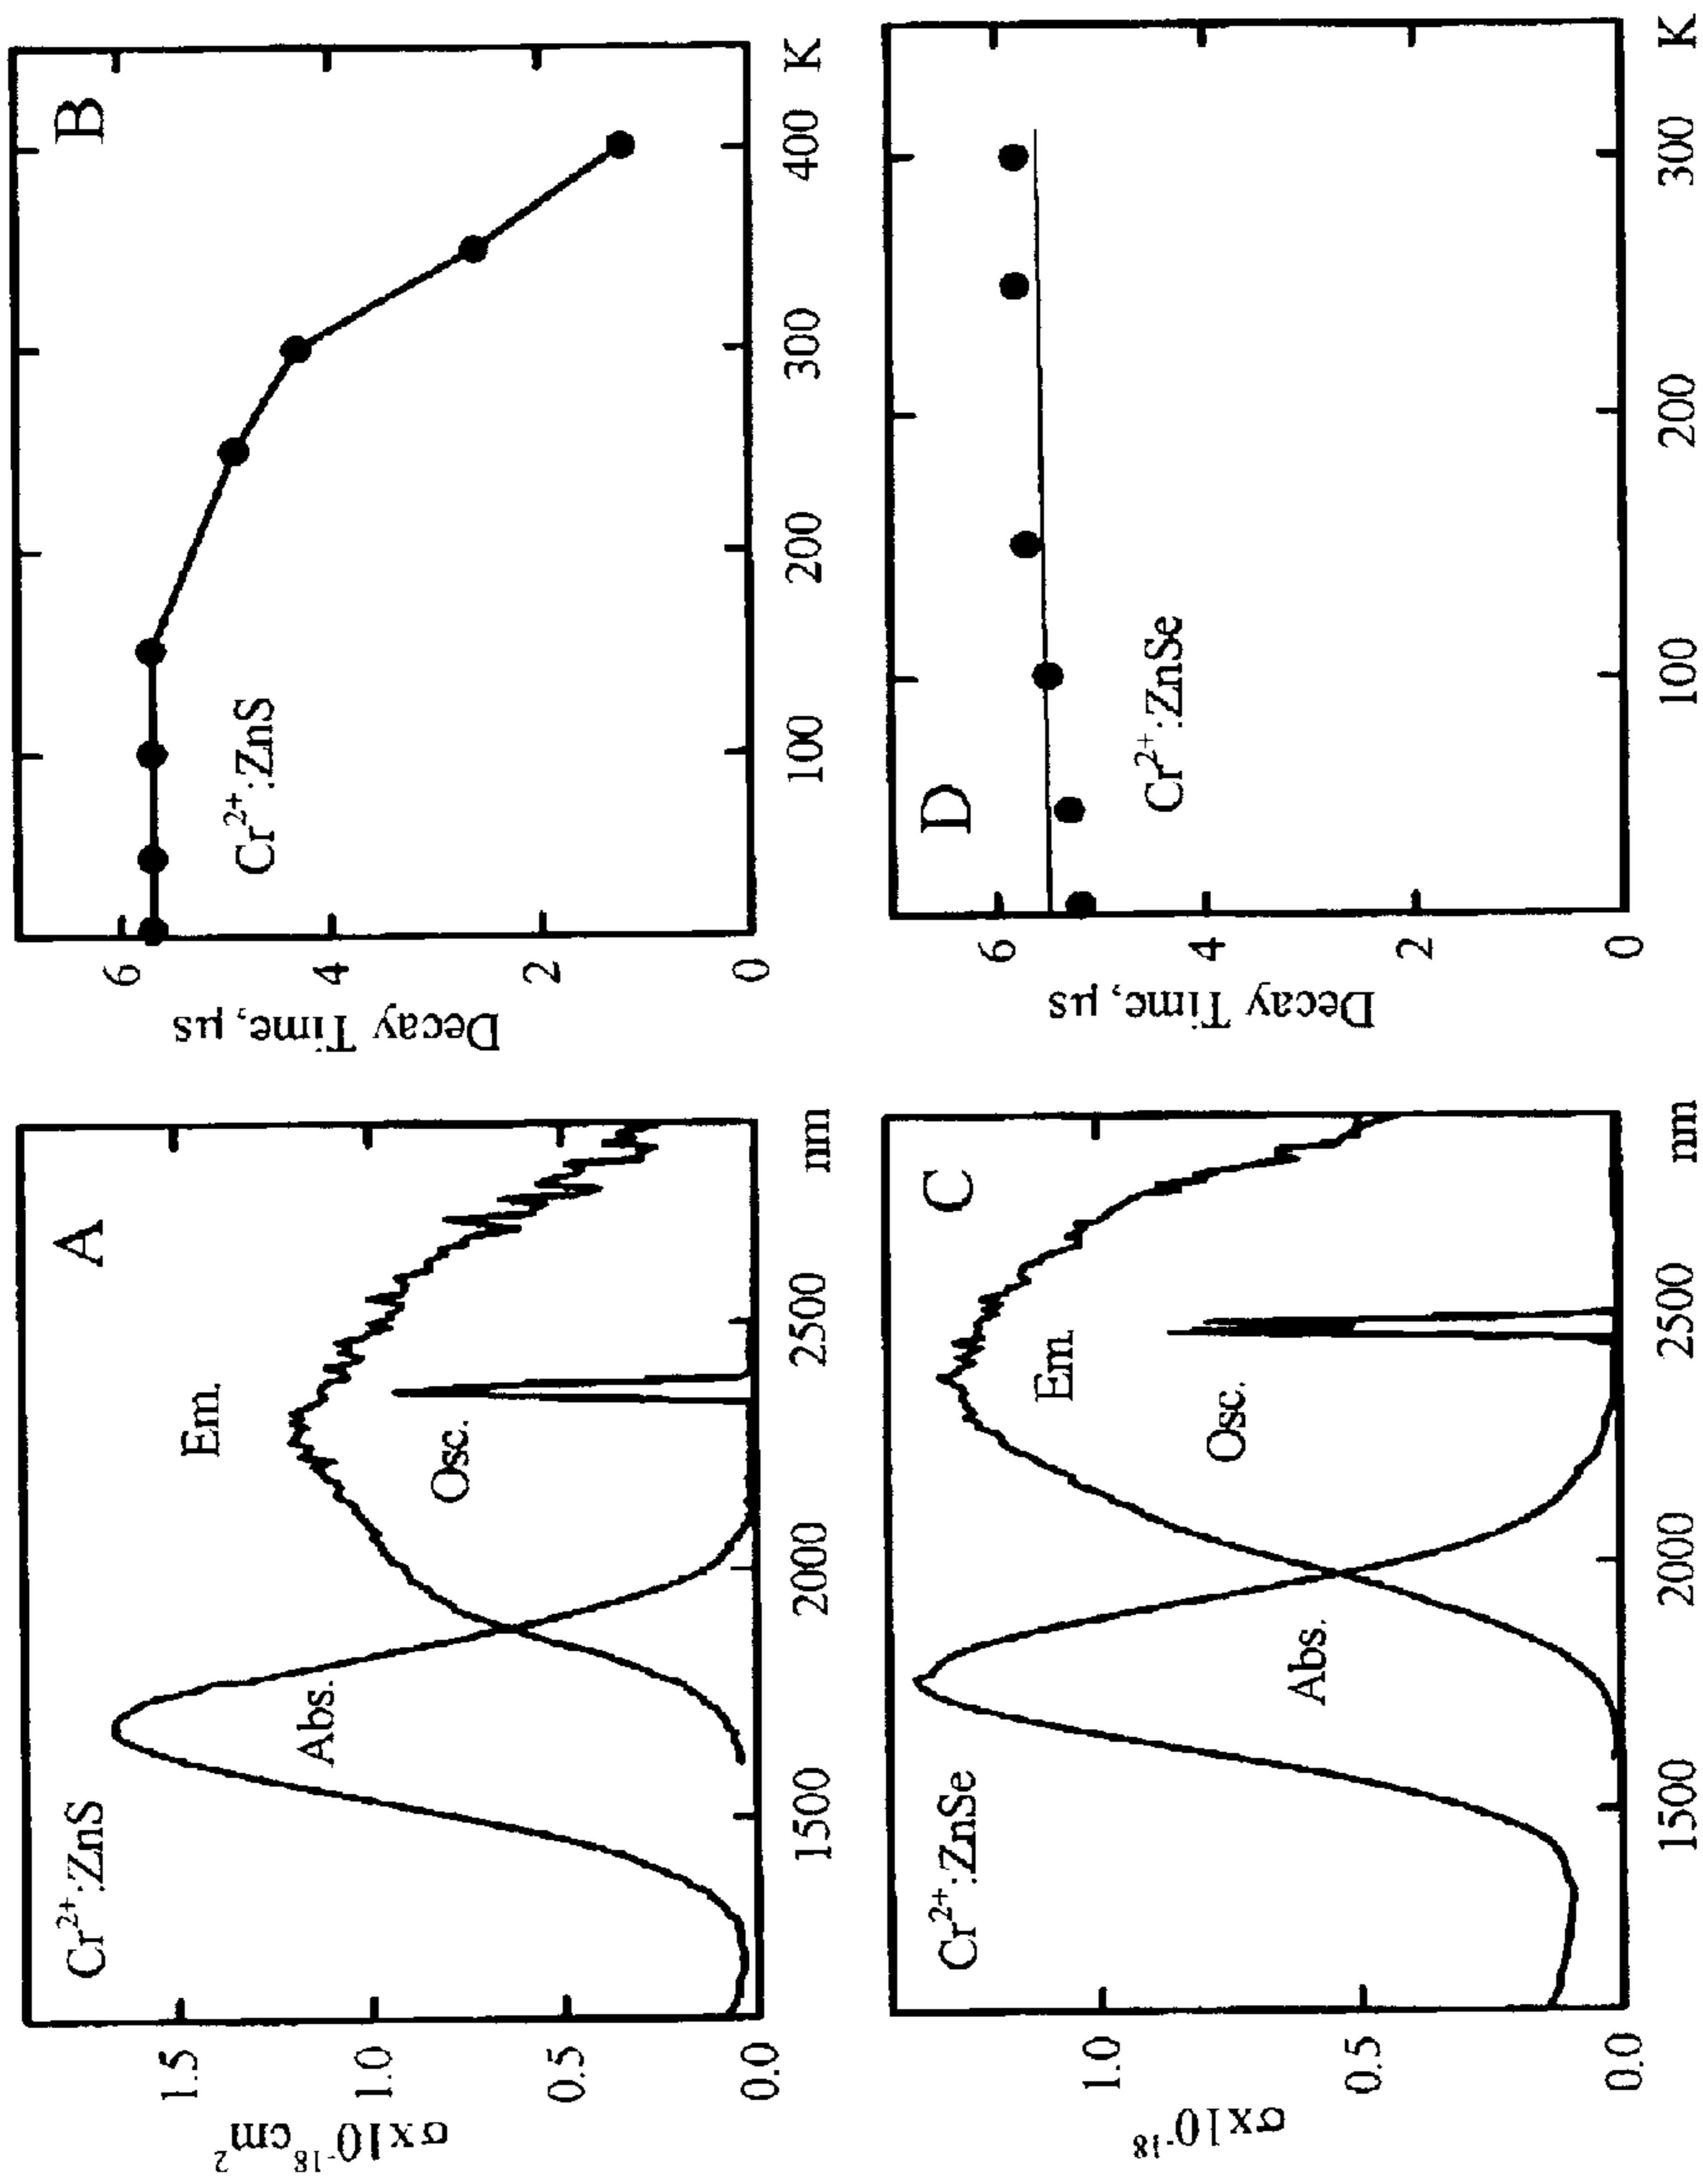 Cr²⁺:ZnS
A
Em.
Abs.
Osc.
σx10⁻¹⁸cm²
1.5
1.0
0.5
0.0
1500
2000
2500
nm
B
Cr²⁺:ZnS
Decay Time, μs
6
4
2
0
100
200
300
400
K
Cr²⁺:ZnSe
C
Em.
Abs.
Osc.
σx10⁻¹⁸
1.0
0.5
0.0
1500
2000
2500
nm
D
Cr²⁺:ZnSe
Decay Time, μs
6
4
2
0
100
200
300
K